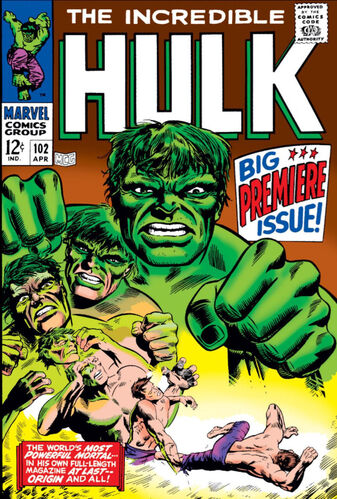 THE INCREDIBLE
HULK
APPROVED
BY THE
COMICS
CODE
AUTHORITY
MARVEL
COMICS
GROUP
12¢
IND.
102
APR
MCG
BIG
PREMIERE
ISSUE!
THE WORLD'S MOST
POWERFUL MORTAL--
IN HIS OWN FULL-LENGTH
MAGAZINE AT LAST--
ORIGIN AND ALL!